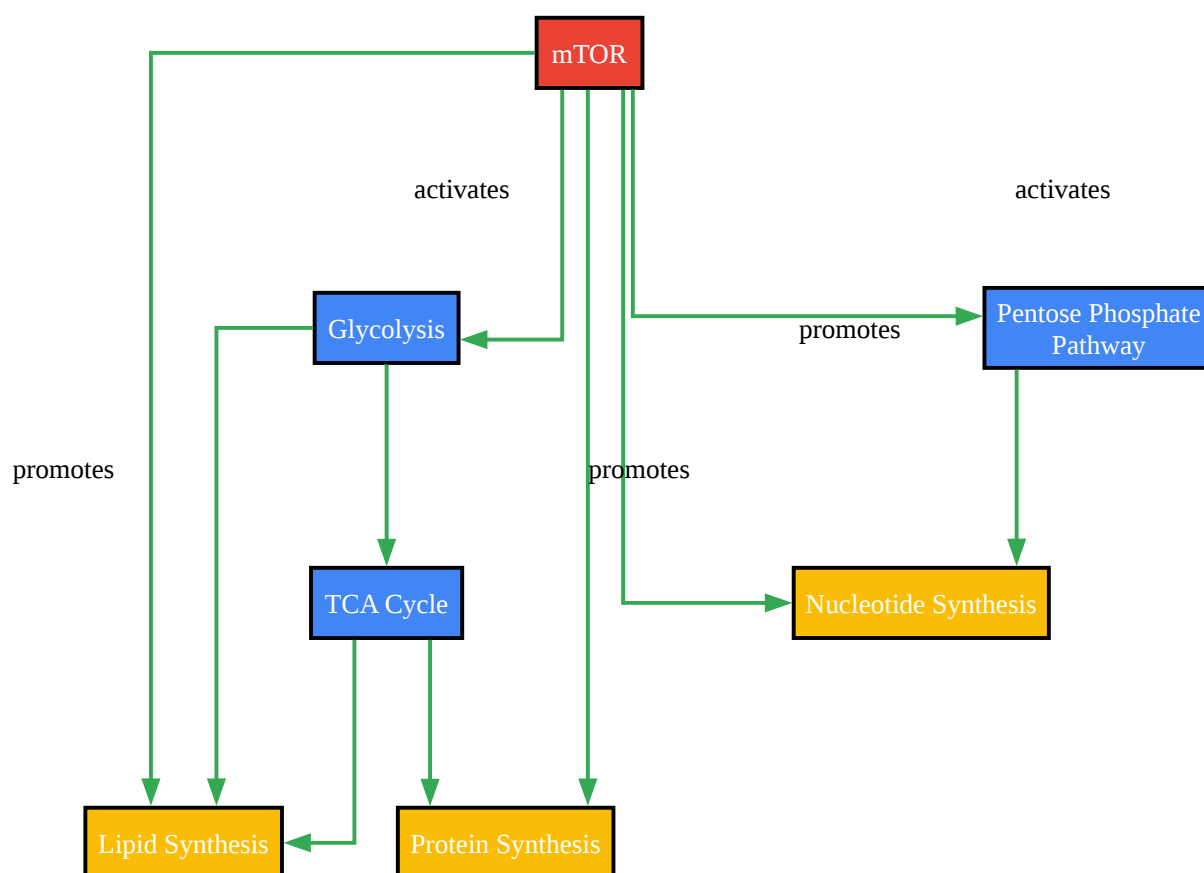 mTOR
activates
activates
Glycolysis
promotes
Pentose Phosphate
Pathway
promotes
promotes
TCA Cycle
Nucleotide Synthesis
Lipid Synthesis
Protein Synthesis